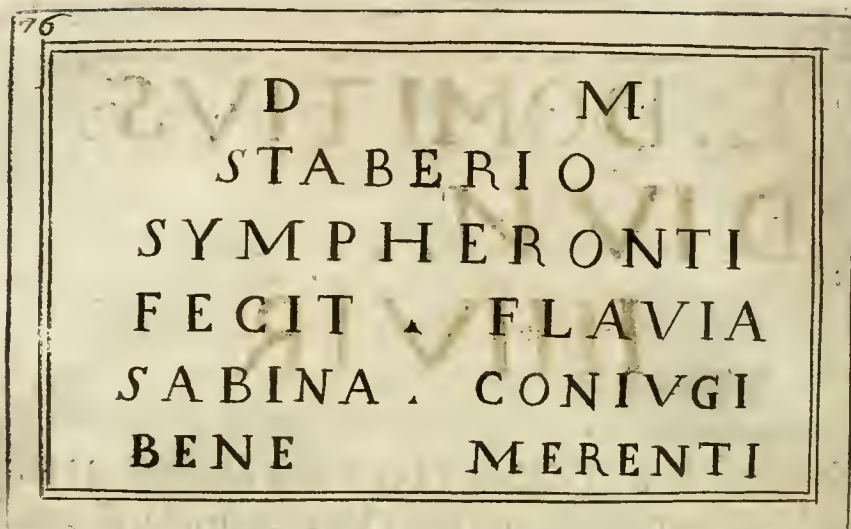 76
D M
STABERIO
SYMPHERONTI
FECIT . FLAVIA
SABINA . CONIVGI
BENE MERENTI